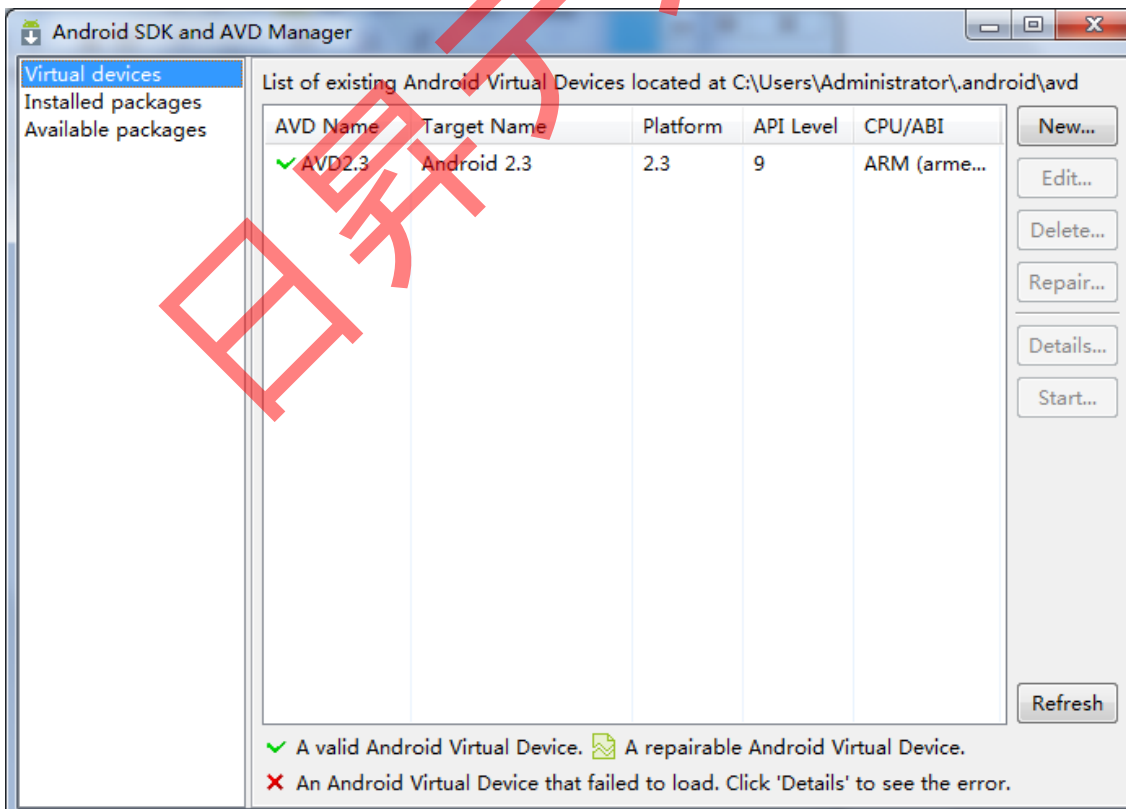 Android SDK and AVD Manager
Virtual devices
Installed packages
Available packages
List of existing Android Virtual Devices located at C:\Users\Administrator\.android\avd
AVD Name Target Name Platform API Level CPU/ABI
AVD2.3 Android 2.3 2.3 9 ARM (arme...
New...
Edit...
Delete...
Repair...
Details...
Start...
Refresh
A valid Android Virtual Device. A repairable Android Virtual Device.
An Android Virtual Device that failed to load. Click 'Details' to see the error.
日昇